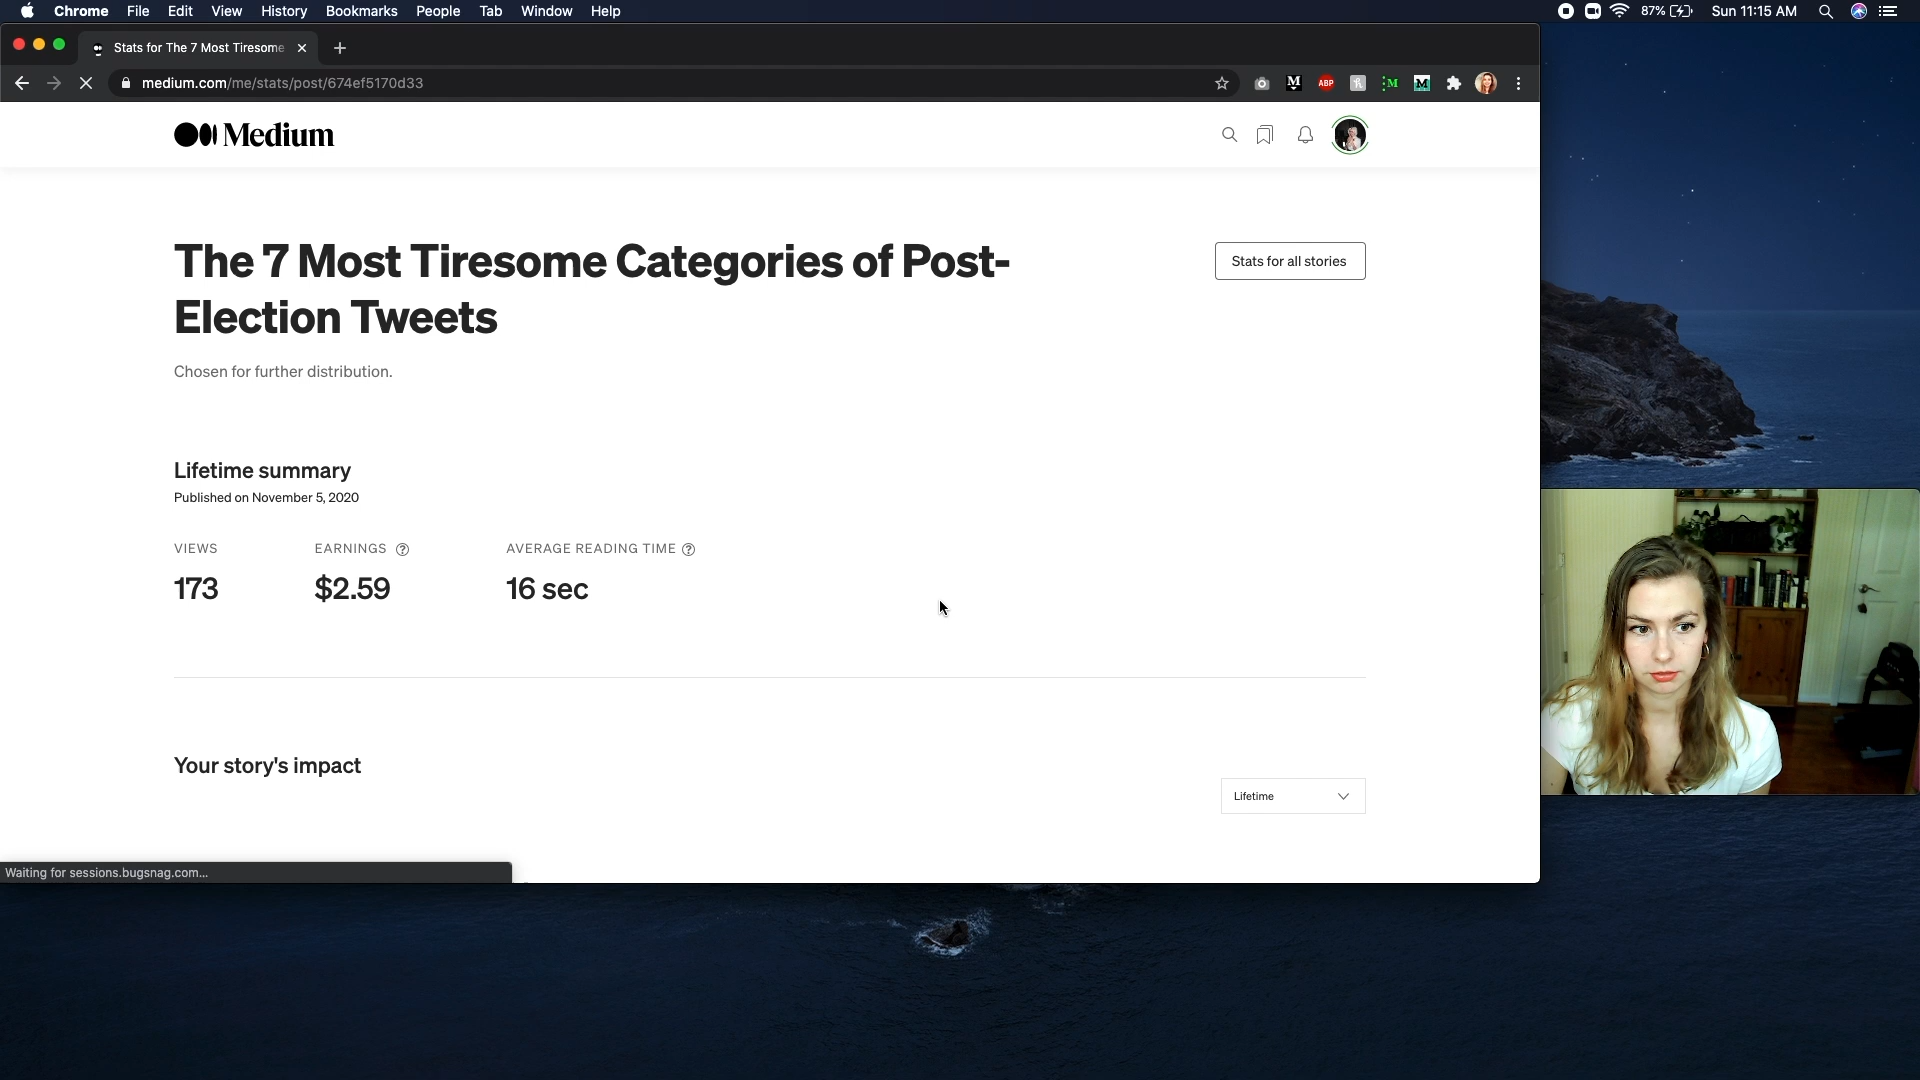 Chrome File Edit View History Bookmarks People Tab Window Help 87% Sun 11:15 AM
Stats for The 7 Most Tiresome
medium.com/me/stats/post/674ef5170d33
M ABP M M
Medium
The 7 Most Tiresome Categories of Post-
Election Tweets
Stats for all stories
Chosen for further distribution.
Lifetime summary
Published on November 5, 2020
VIEWS EARNINGS ? AVERAGE READING TIME ?
173 $2.59 16 sec
Your story's impact
Lifetime
Waiting for sessions.bugsnag.com...